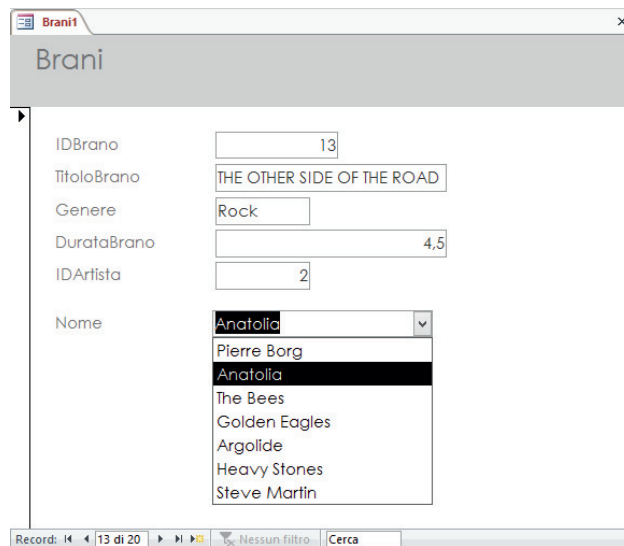 Brani1
Brani
IDBrano 13
TitoloBrano THE OTHER SIDE OF THE ROAD
Genere Rock
DurataBrano 4,5
IDArtista 2
Nome Anatolia
Pierre Borg
Anatolia
The Bees
Golden Eagles
Argolide
Heavy Stones
Steve Martin
Record: 13 di 20 Nessun filtro Cerca